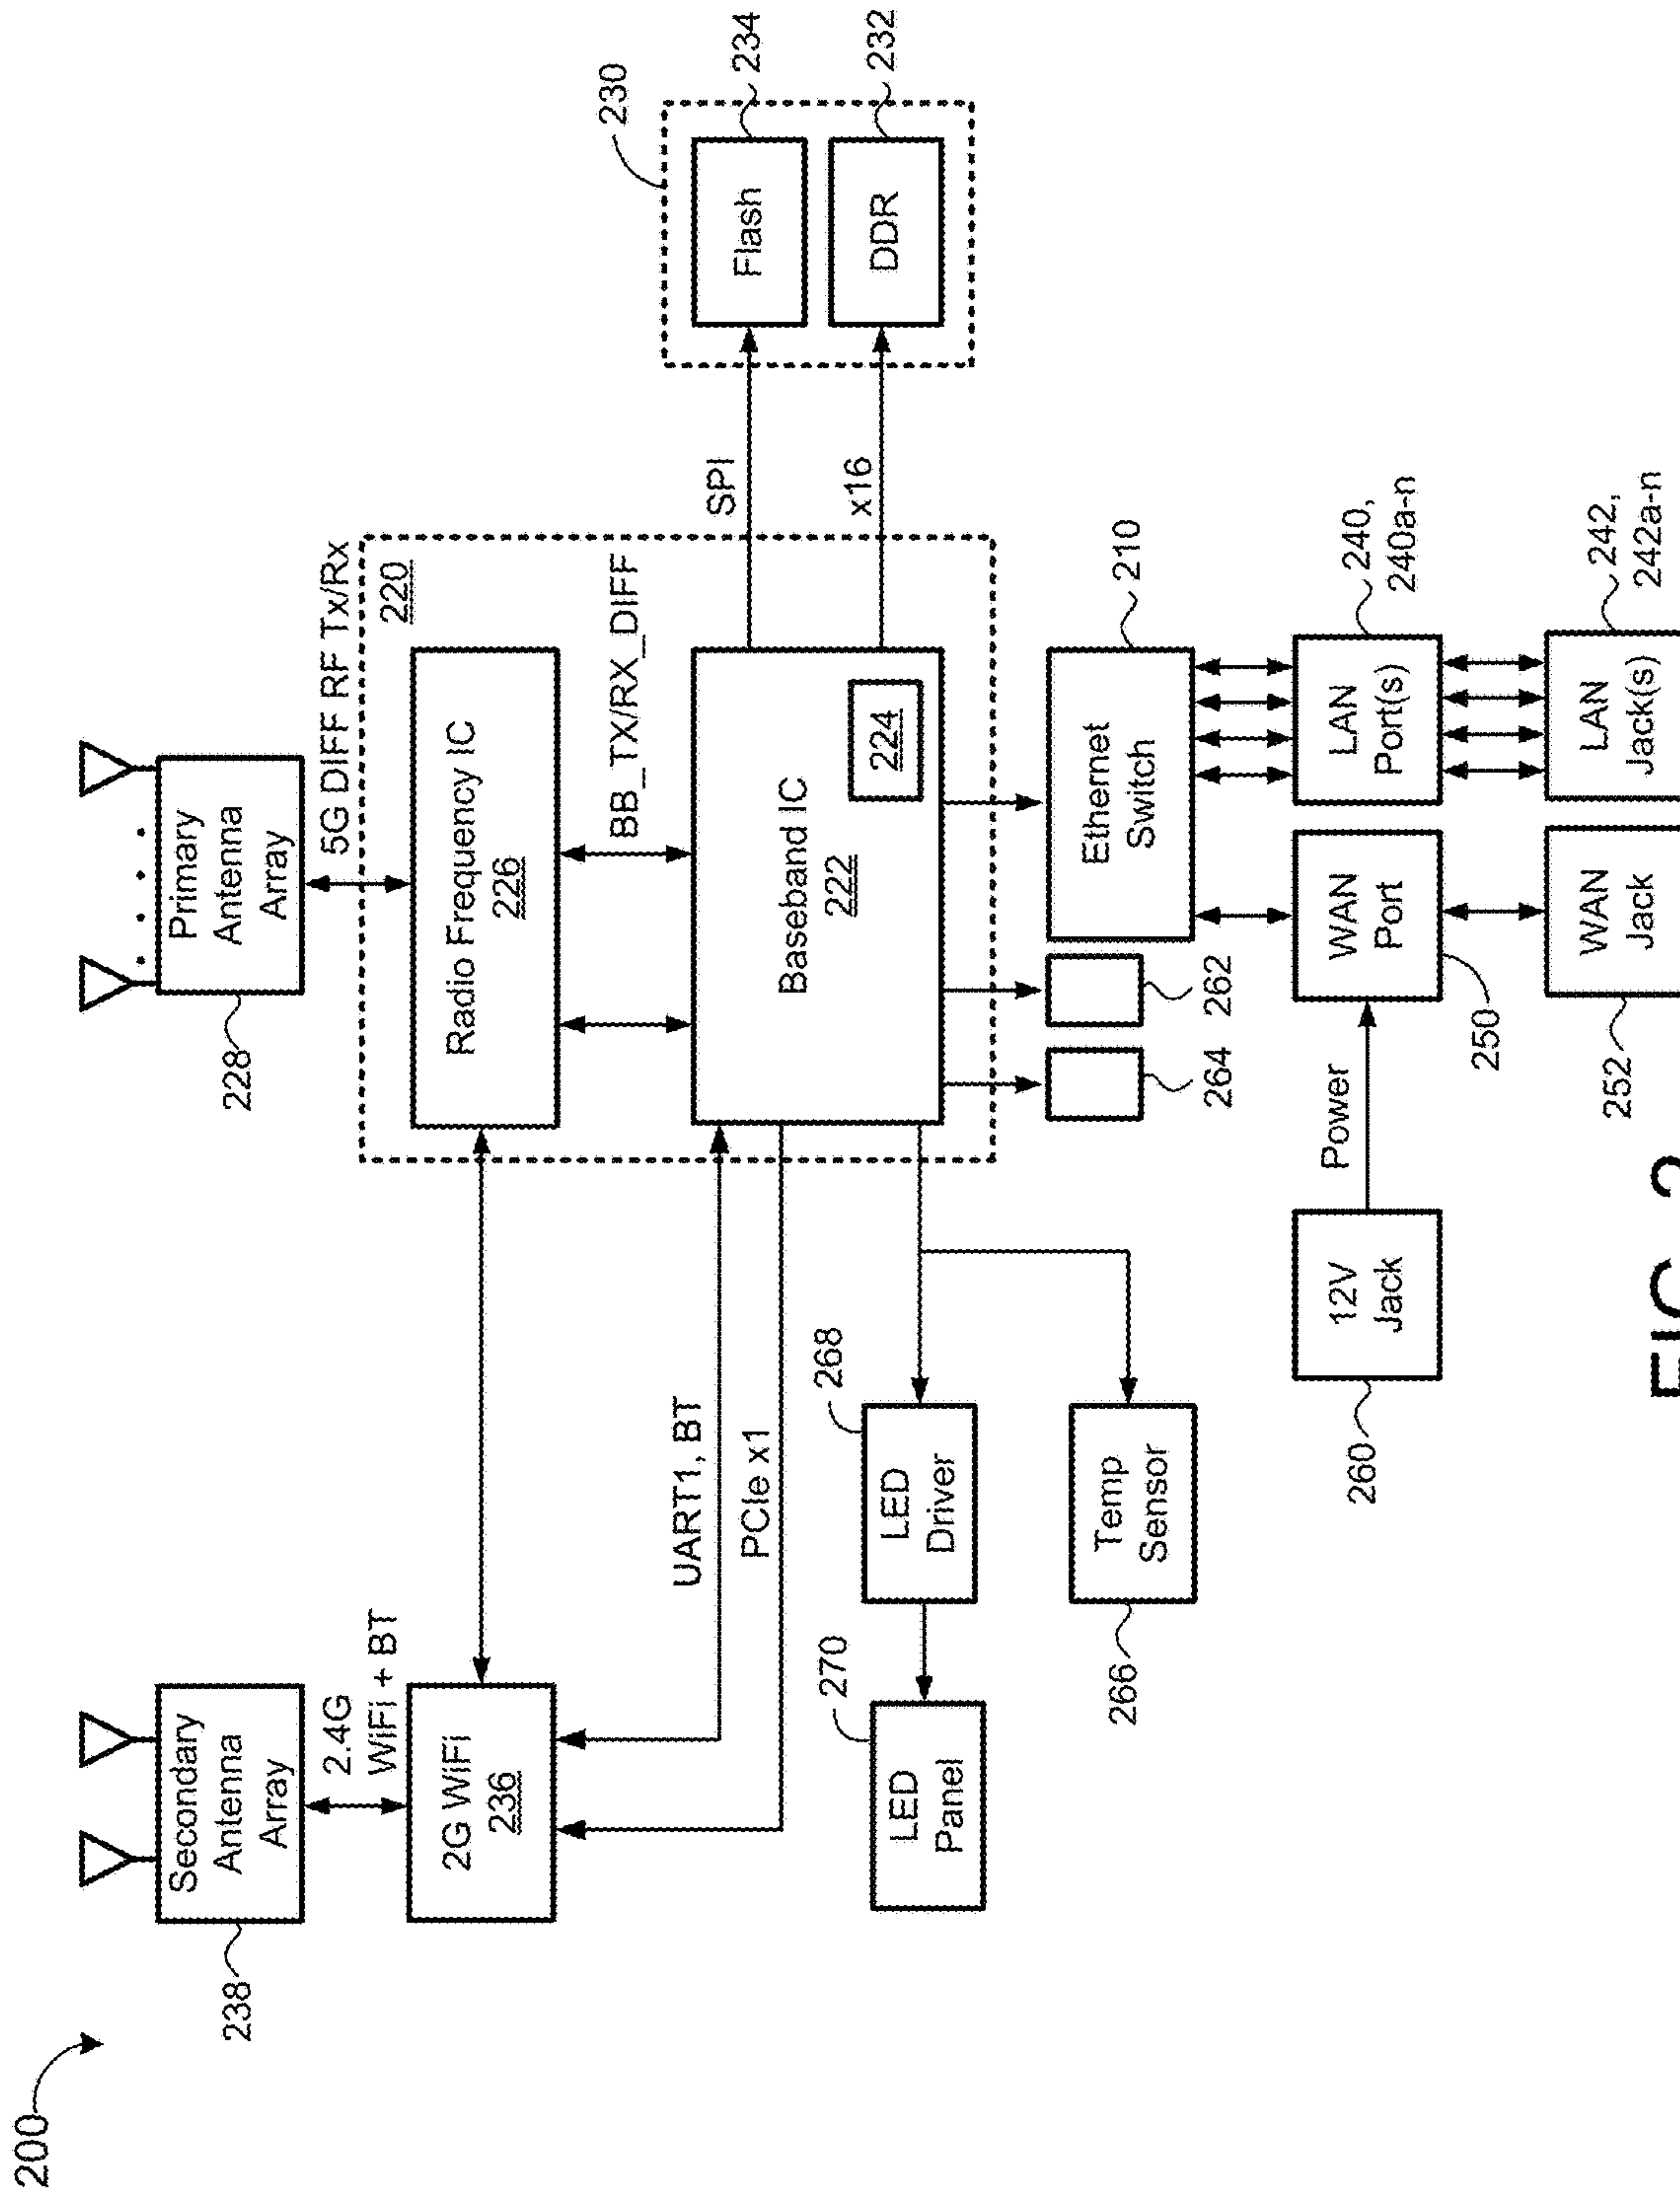 200
238
Secondary
Antenna
Array
2.4G
WiFi + BT
2G WiFi
236
228
Primary
Antenna
Array
5G DIFF RF Tx/Rx
220
Radio Frequency IC
226
BB_TX/RX_DIFF
UART1, BT
PCIe x1
Baseband IC
222
224
SPI
x16
230
Flash
234
DDR
232
270
LED
Panel
268
LED
Driver
266
Temp
Sensor
264
262
Ethernet
Switch
210
260
12V
Jack
Power
WAN
Port
250
LAN
Port(s)
240,
240a-n
252
WAN
Jack
LAN
Jack(s)
242,
242a-n